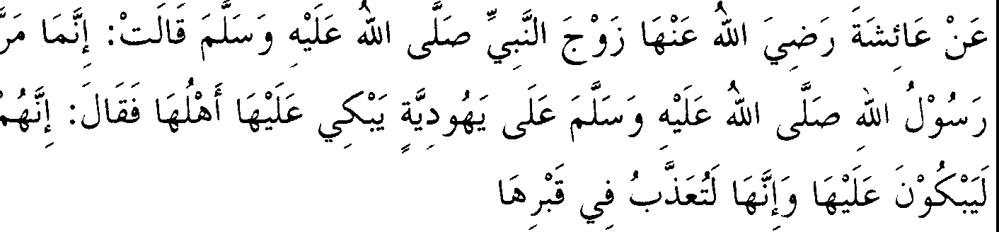 عَنْ عَائِشَةَ رَضِيَ اللهُ عَنْهَا زَوْجَ النَّبِيِّ صَلَّى اللهُ عَلَيْهِ وَسَلَّمَ قَالَتْ: إِنَّمَا مَرَّ
رَسُوْلُ اللهِ صَلَّى اللهُ عَلَيْهِ وَسَلَّمَ عَلَى يَهُودِيَّةٍ يَبْكِي عَلَيْهَا أَهْلُهَا فَقَالَ: إِنَّهُمْ
لَيَبْكُوْنَ عَلَيْهَا وَإِنَّهَا لَتُعَذَّبُ فِي قَبْرِهَا